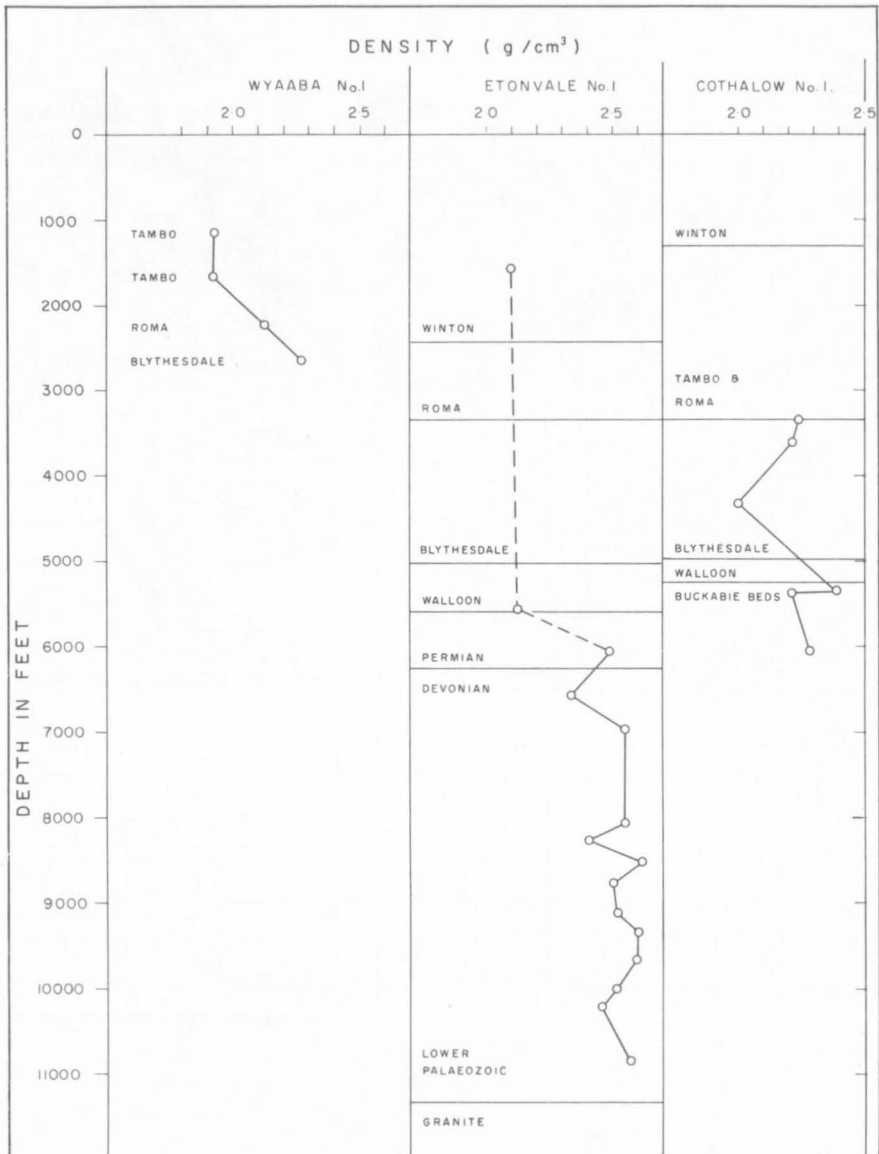 DENSITY ( g/cm³)
WYAABA No.1
ETONVALE No.1
COTHALOW No.1.
2·0 2·5
2·0 2·5
2·0 2·5
0
1000
2000
3000
4000
5000
6000
7000
8000
9000
10000
11000
DEPTH IN FEET
TAMBO
TAMBO
ROMA
BLYTHESDALE
WINTON
ROMA
BLYTHESDALE
WALLOON
PERMIAN
DEVONIAN
LOWER
PALAEOZOIC
GRANITE
WINTON
TAMBO &
ROMA
BLYTHESDALE
WALLOON
BUCKABIE BEDS